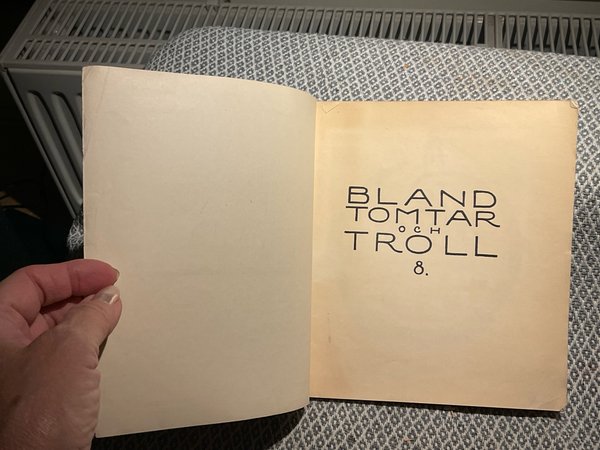 BLAND
TOMTAR
OCH
TROLL
8.